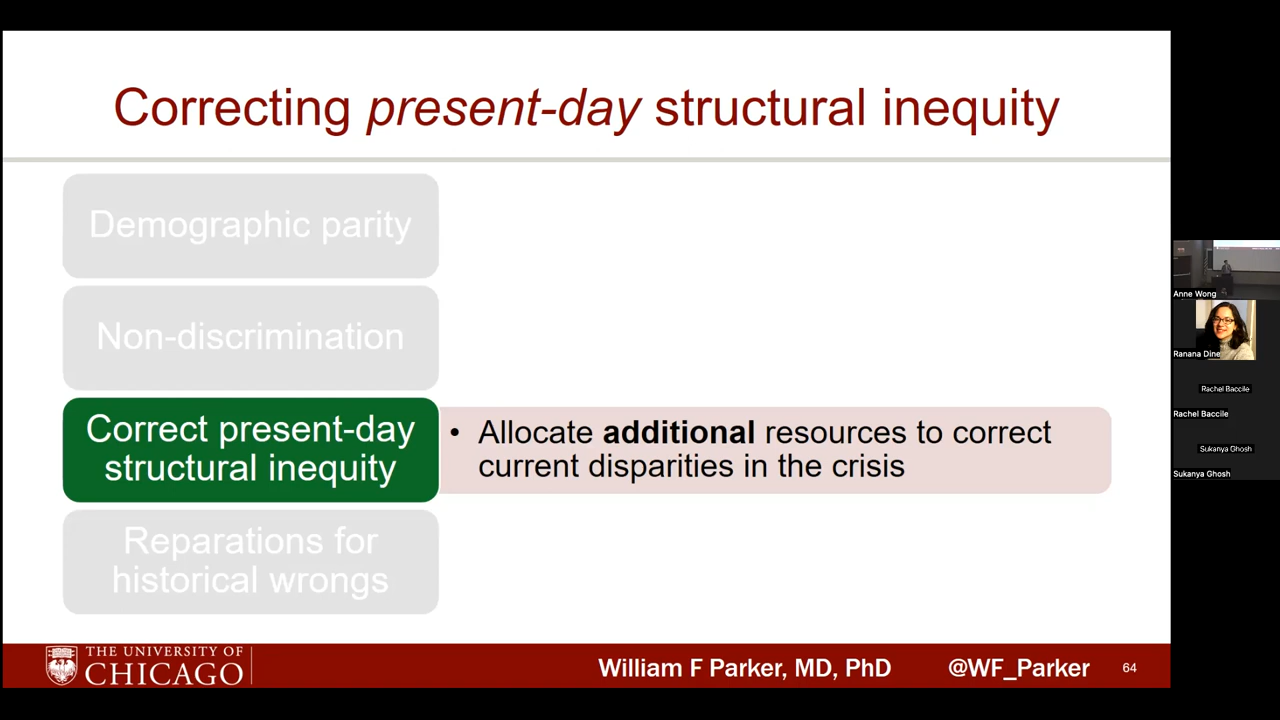 Correcting present-day structural inequity
Demographic parity
Non-discrimination
Correct present-day
structural inequity
• Allocate additional resources to correct
current disparities in the crisis
Reparations for
historical wrongs
THE UNIVERSITY OF
CHICAGO
William F Parker, MD, PhD
@WF_Parker
64
Anne Wong
Ranana Dine
Rachel Baccile
Rachel Baccile
Sukanya Ghosh
Sukanya Ghosh